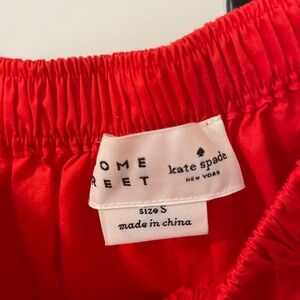 OME
REET
kate spade
NEW YORK
size S
made in china